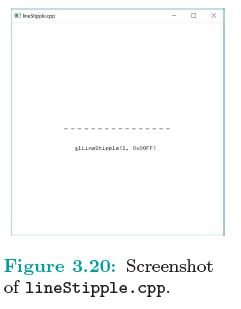 lineStipple.cpp
glLineStipple(1, 0x00FF)
Figure 3.20: Screenshot
of lineStipple.cpp.